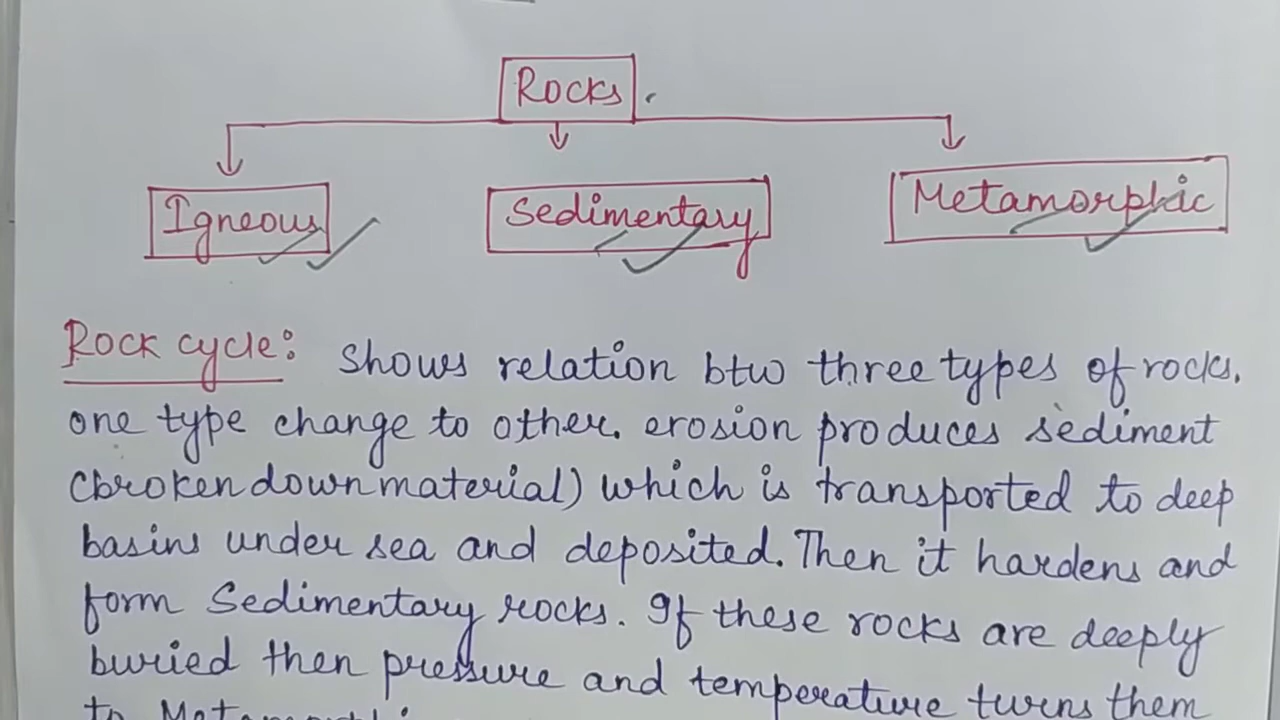 Rocks
Igneous
Sedimentary
Metamorphic
Rock cycle: Shows relation btw three types of rocks.
one type change to other. erosion produces sediment
(broken down material) which is transported to deep
basins under sea and deposited. Then it hardens and
form Sedimentary rocks. If these rocks are deeply
buried then pressure and temperature turns them
to